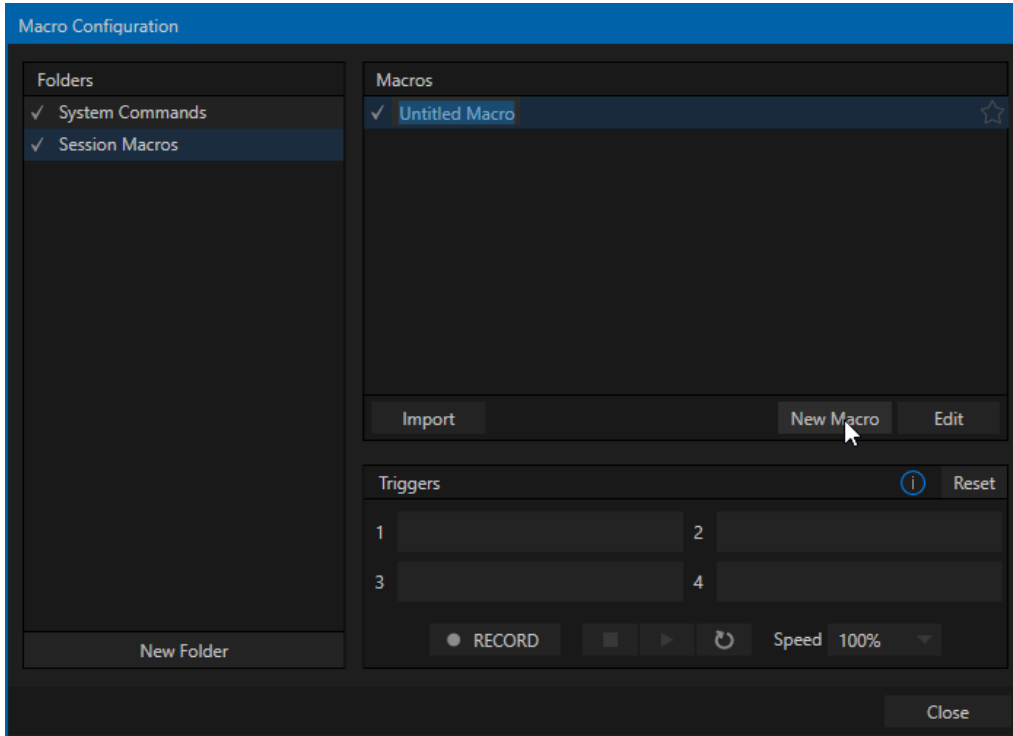 Macro Configuration
Folders
System Commands
Session Macros
New Folder
Macros
Untitled Macro
Import
New Macro
Edit
Triggers
Reset
1
2
3
4
RECORD
Speed 100%
Close